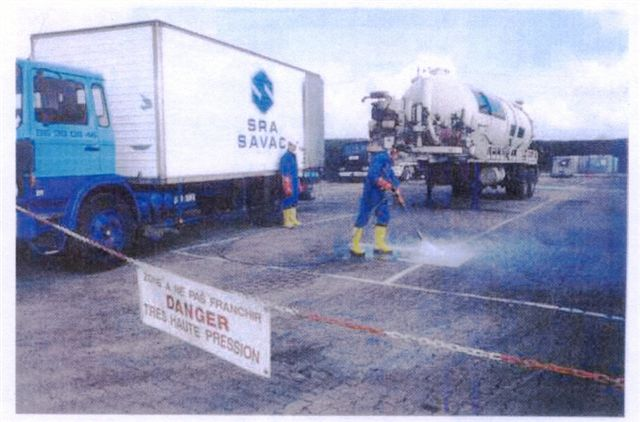 SRA
SAVAC
ZONE A NE PAS FRANCHIR
DANGER
TRES HAUTE PRESSION